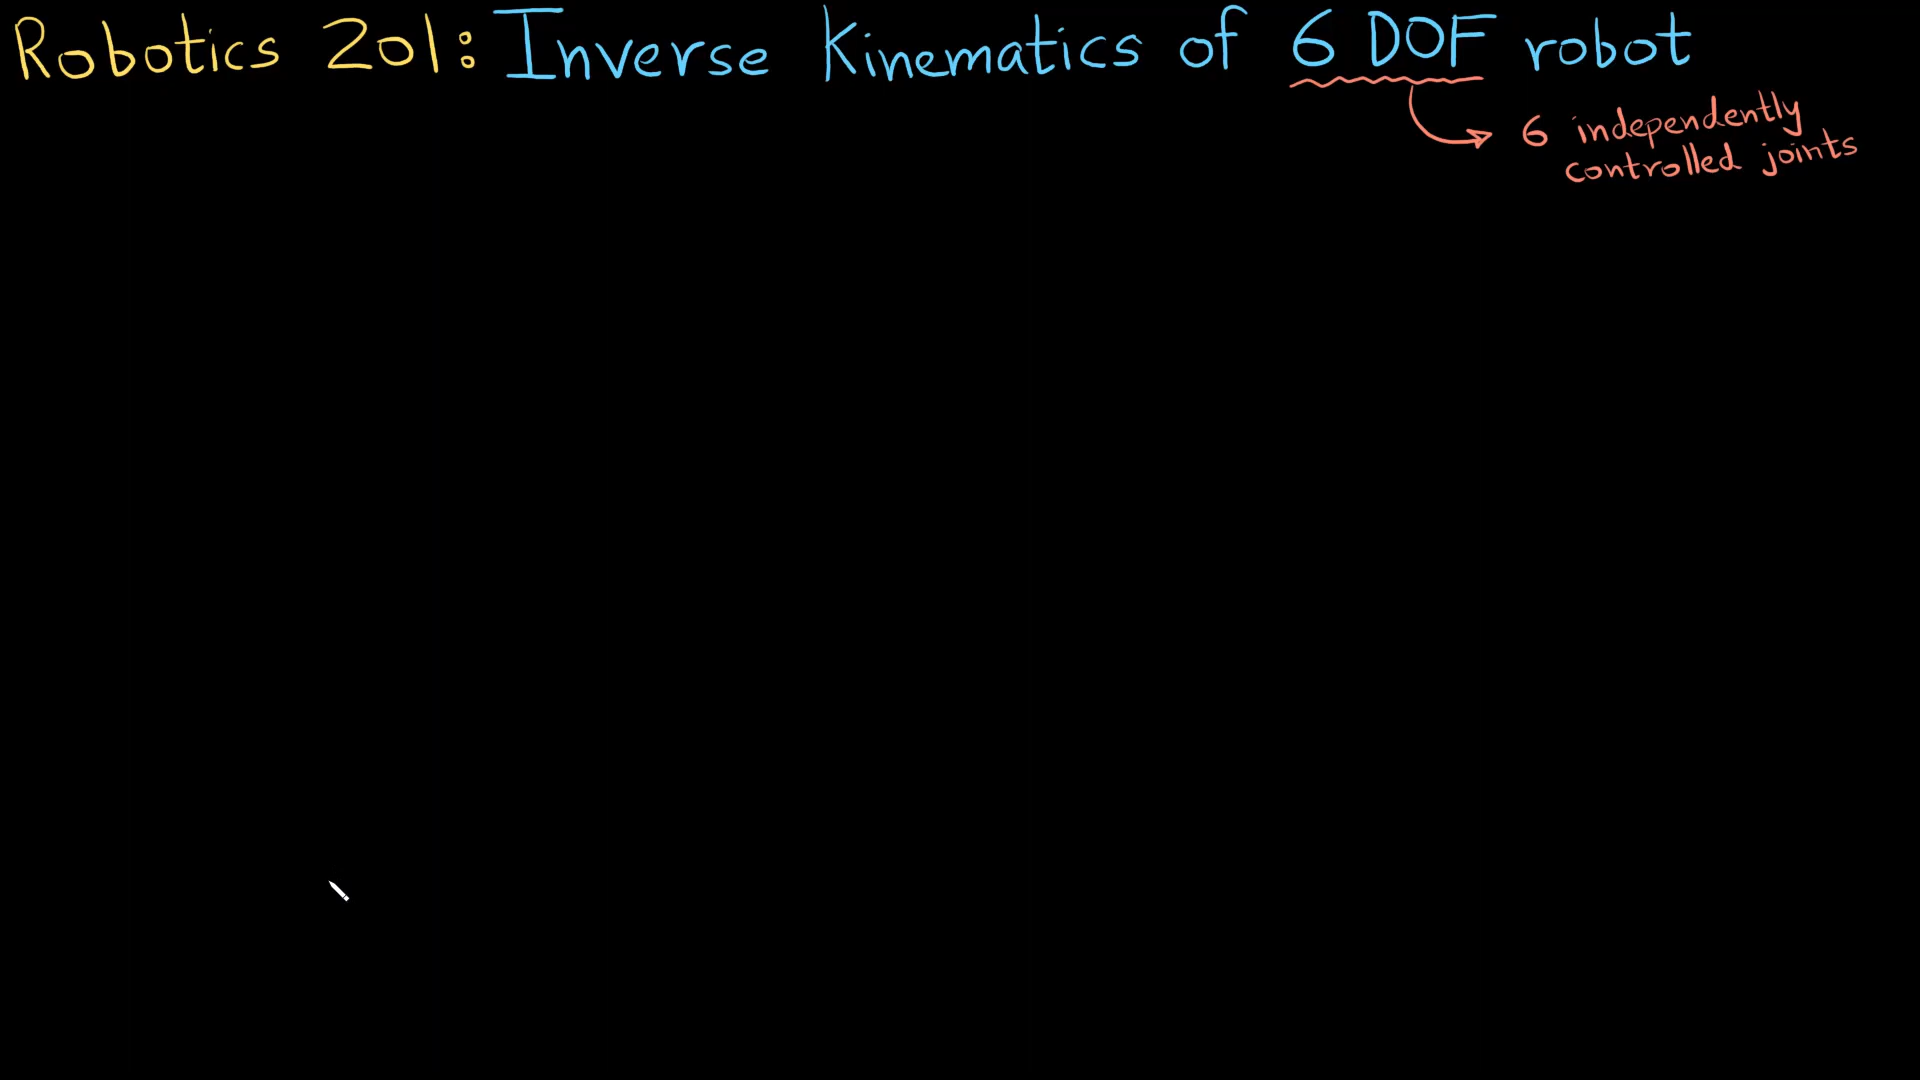 Robotics 201: Inverse Kinematics of 6 DOF robot
6 independently
controlled joints